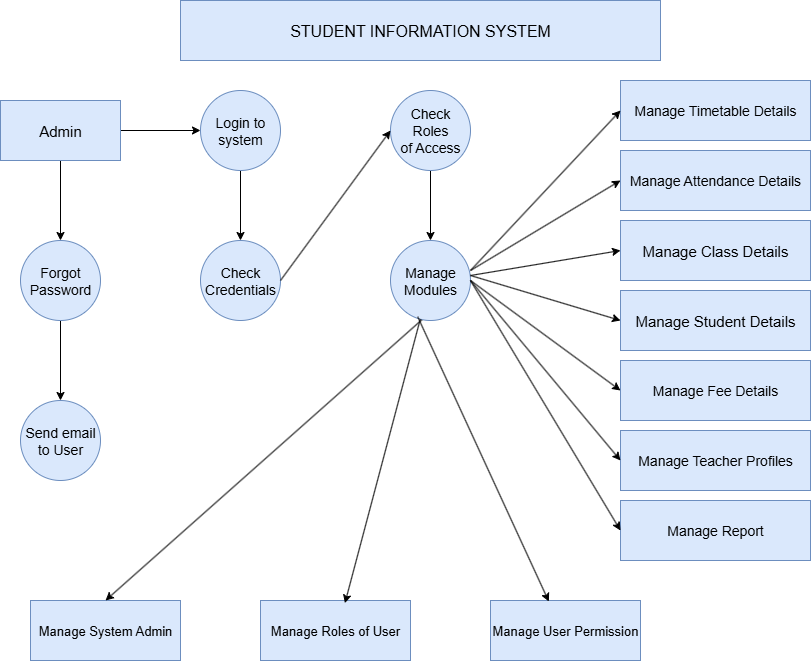 STUDENT INFORMATION SYSTEM
Admin
Login to
system
Check
Roles
of Access
Manage Timetable Details
Manage Attendance Details
Forgot
Password
Check
Credentials
Manage
Modules
Manage Class Details
Manage Student Details
Manage Fee Details
Send email
to User
Manage Teacher Profiles
Manage Report
Manage System Admin
Manage Roles of User
Manage User Permission